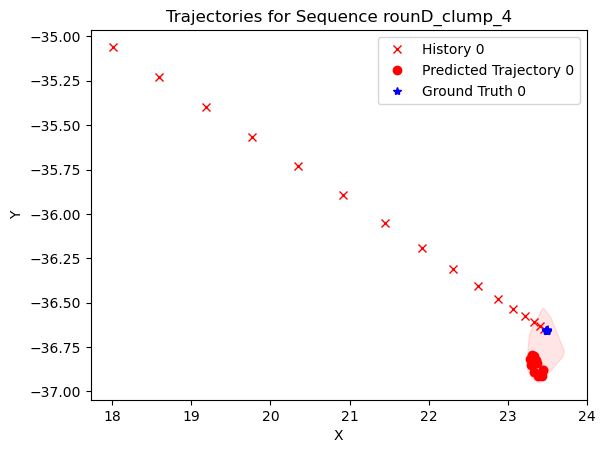 Trajectories for Sequence rounD_clump_4
History 0
Predicted Trajectory 0
Ground Truth 0
−35.00
−35.25
−35.50
−35.75
−36.00
−36.25
−36.50
−36.75
−37.00
Y
18
19
20
21
22
23
24
X